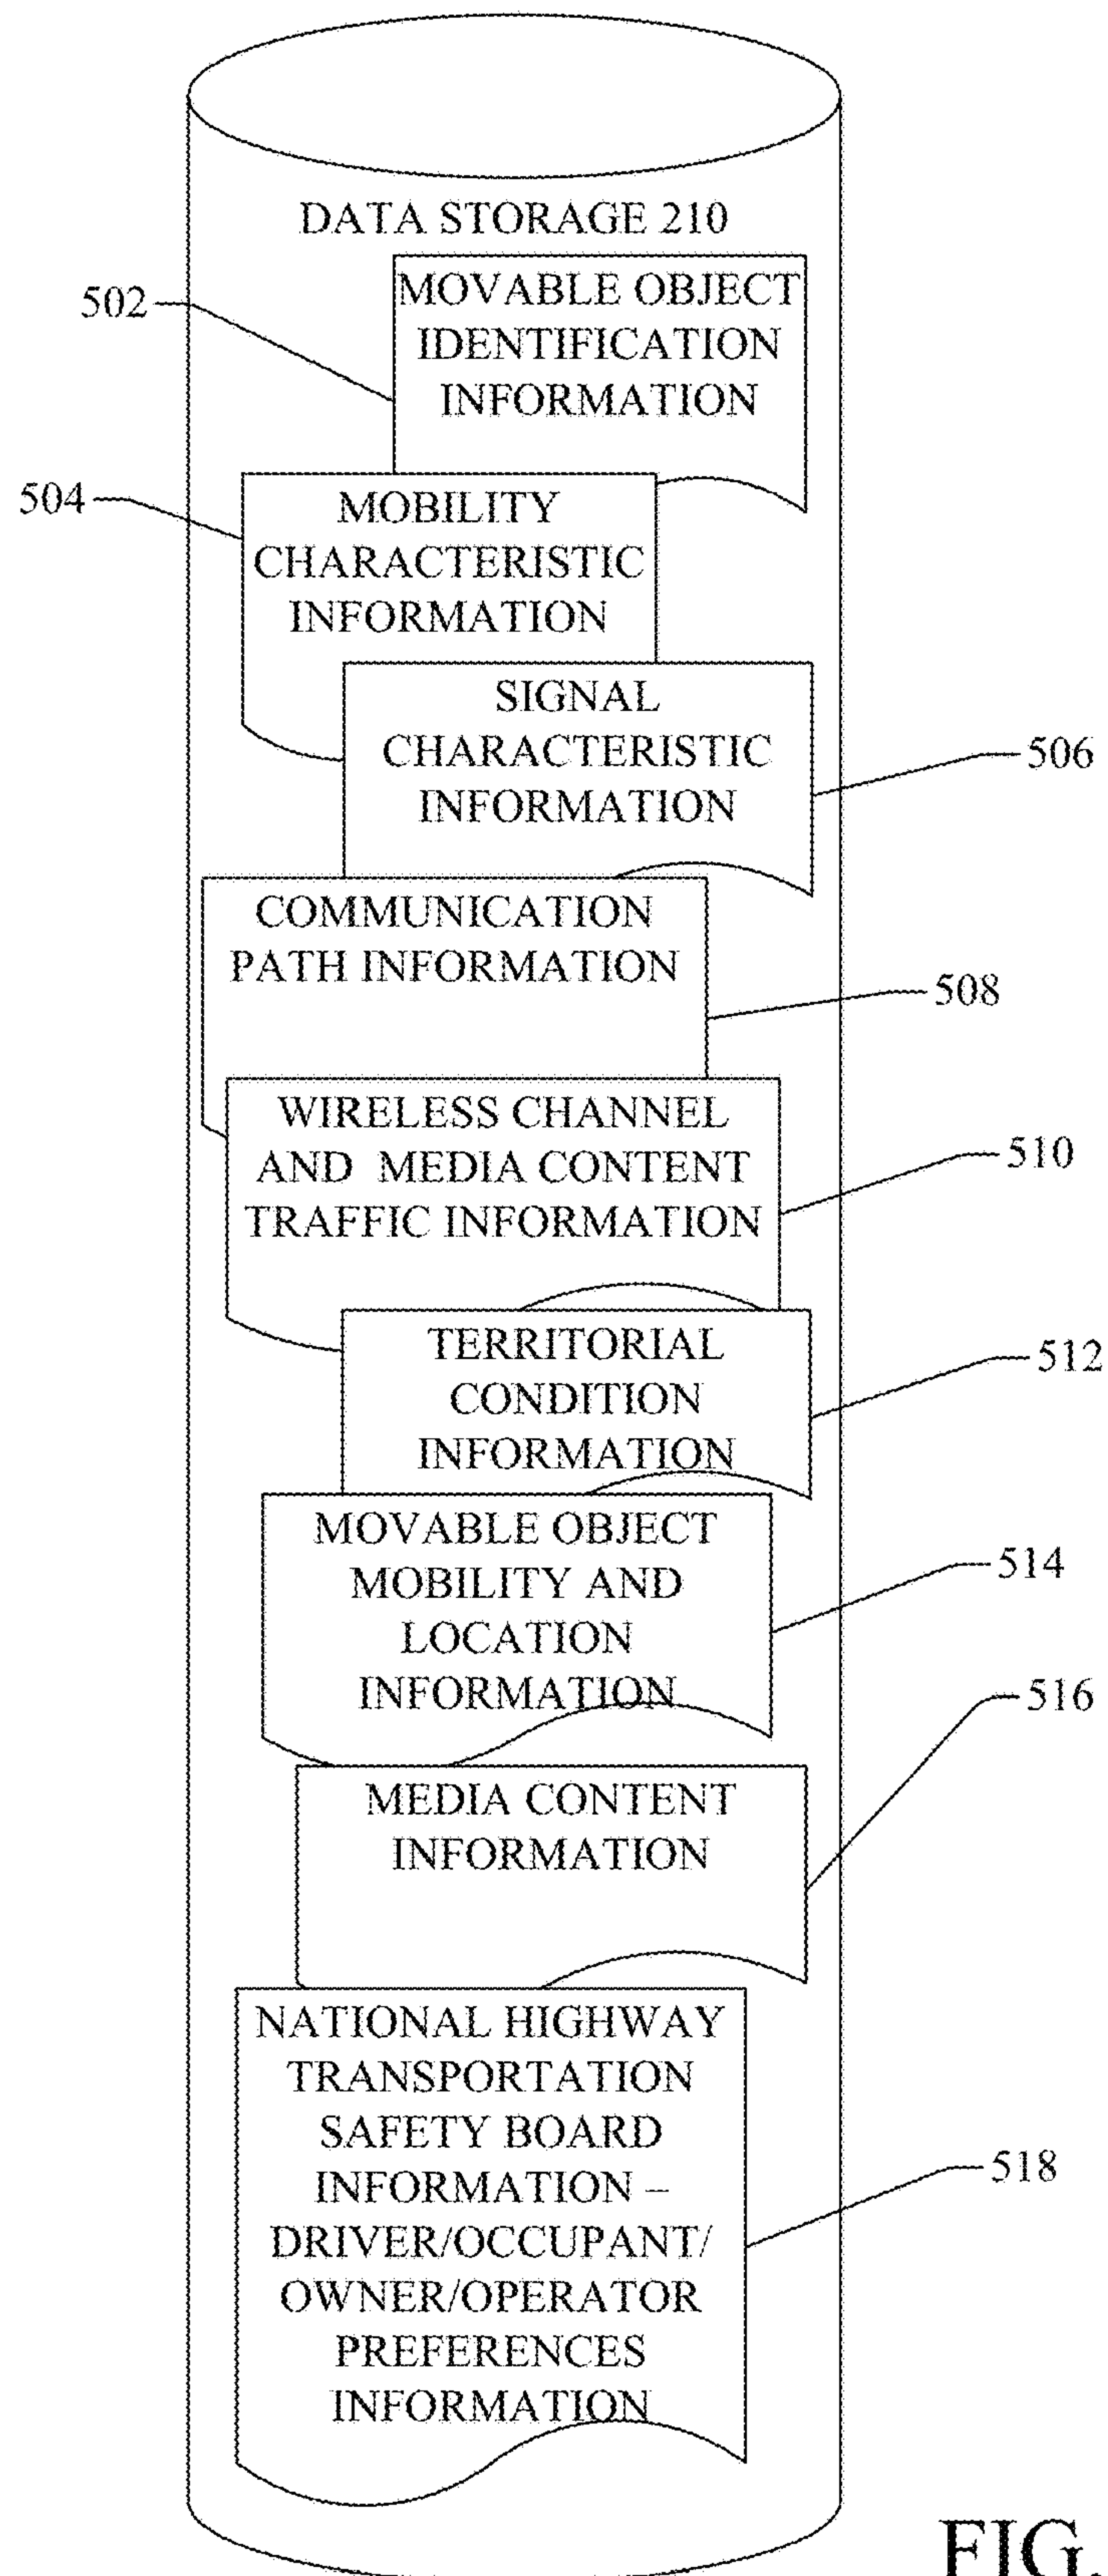 DATA STORAGE 210
502
MOVABLE OBJECT
IDENTIFICATION
INFORMATION
504
MOBILITY
CHARACTERISTIC
INFORMATION
SIGNAL
CHARACTERISTIC
INFORMATION
506
COMMUNICATION
PATH INFORMATION
508
WIRELESS CHANNEL
AND MEDIA CONTENT
TRAFFIC INFORMATION
510
TERRITORIAL
CONDITION
INFORMATION
512
MOVABLE OBJECT
MOBILITY AND
LOCATION
INFORMATION
514
516
MEDIA CONTENT
INFORMATION
NATIONAL HIGHWAY
TRANSPORTATION
SAFETY BOARD
INFORMATION –
DRIVER/OCCUPANT/
OWNER/OPERATOR
PREFERENCES
INFORMATION
518
FIG.